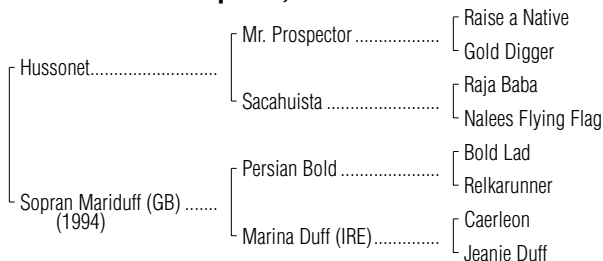 Raise a Native
Mr. Prospector ..................
Gold Digger
Hussonet...........................
Raja Baba
Sacahuista ........................
Nalees Flying Flag
Bold Lad
Persian Bold .....................
Relkarunner
Sopran Mariduff (GB) .......
(1994)
Caerleon
Marina Duff (IRE)..............
Jeanie Duff